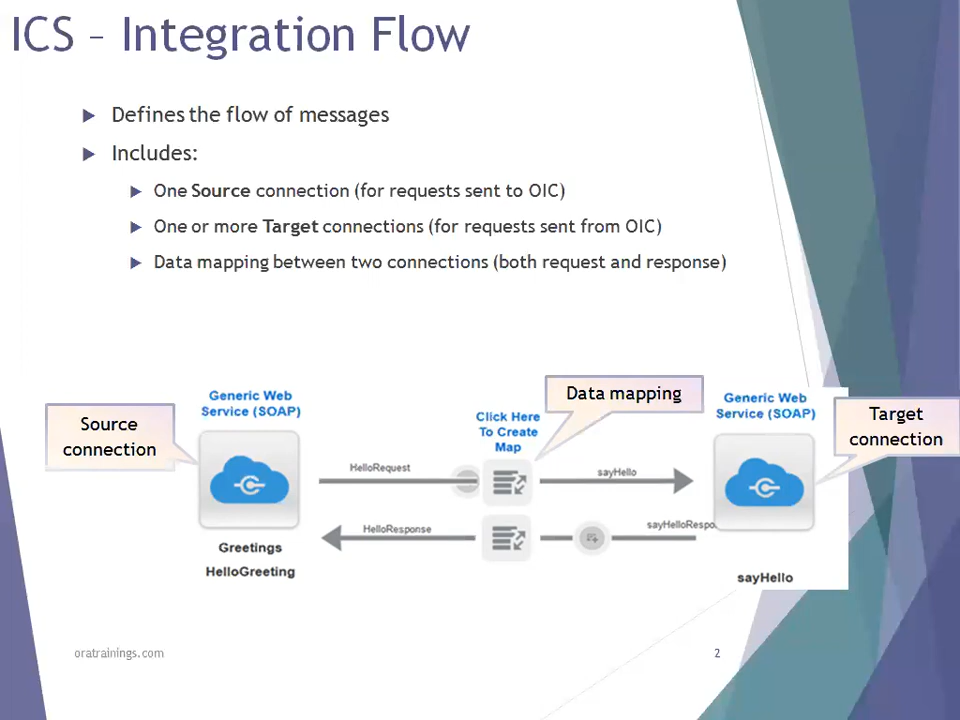 ICS – Integration Flow
Defines the flow of messages
Includes:
One Source connection (for requests sent to OIC)
One or more Target connections (for requests sent from OIC)
Data mapping between two connections (both request and response)
Source
connection
Generic Web
Service (SOAP)
Click Here
To Create
Map
Data mapping
Generic Web
Service (SOAP)
Target
connection
HelloRequest
sayHello
HelloResponse
sayHelloRespo
Greetings
HelloGreeting
sayHello
oratrainings.com
2